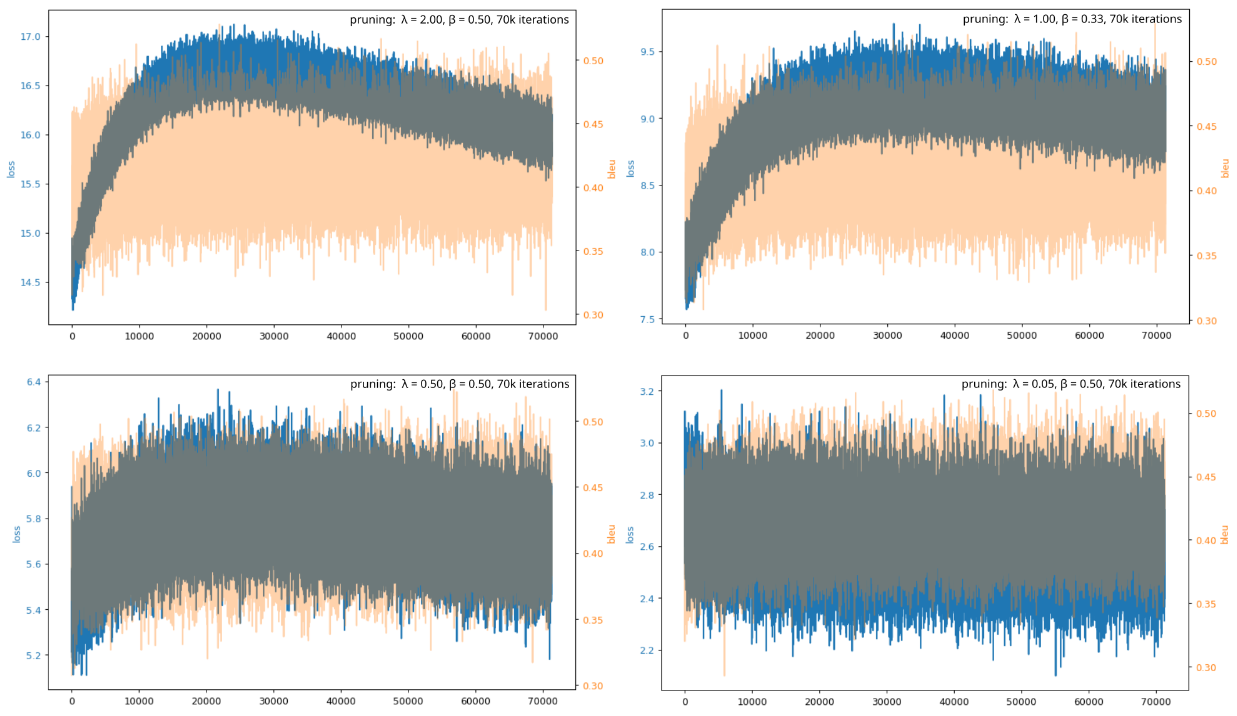 pruning: λ = 2.00, β = 0.50, 70k iterations
17.0
16.5
16.0
15.5
15.0
14.5
loss
0.50
0.45
0.40
0.35
0.30
bleu
0 10000 20000 30000 40000 50000 60000 70000
pruning: λ = 1.00, β = 0.33, 70k iterations
9.5
9.0
8.5
8.0
7.5
loss
0.50
0.45
0.40
0.35
0.30
bleu
0 10000 20000 30000 40000 50000 60000 70000
pruning: λ = 0.50, β = 0.50, 70k iterations
6.4
6.2
6.0
5.8
5.6
5.4
5.2
loss
0.50
0.45
0.40
0.35
0.30
bleu
0 10000 20000 30000 40000 50000 60000 70000
pruning: λ = 0.05, β = 0.50, 70k iterations
3.2
3.0
2.8
2.6
2.4
2.2
loss
0.50
0.45
0.40
0.35
0.30
bleu
0 10000 20000 30000 40000 50000 60000 70000